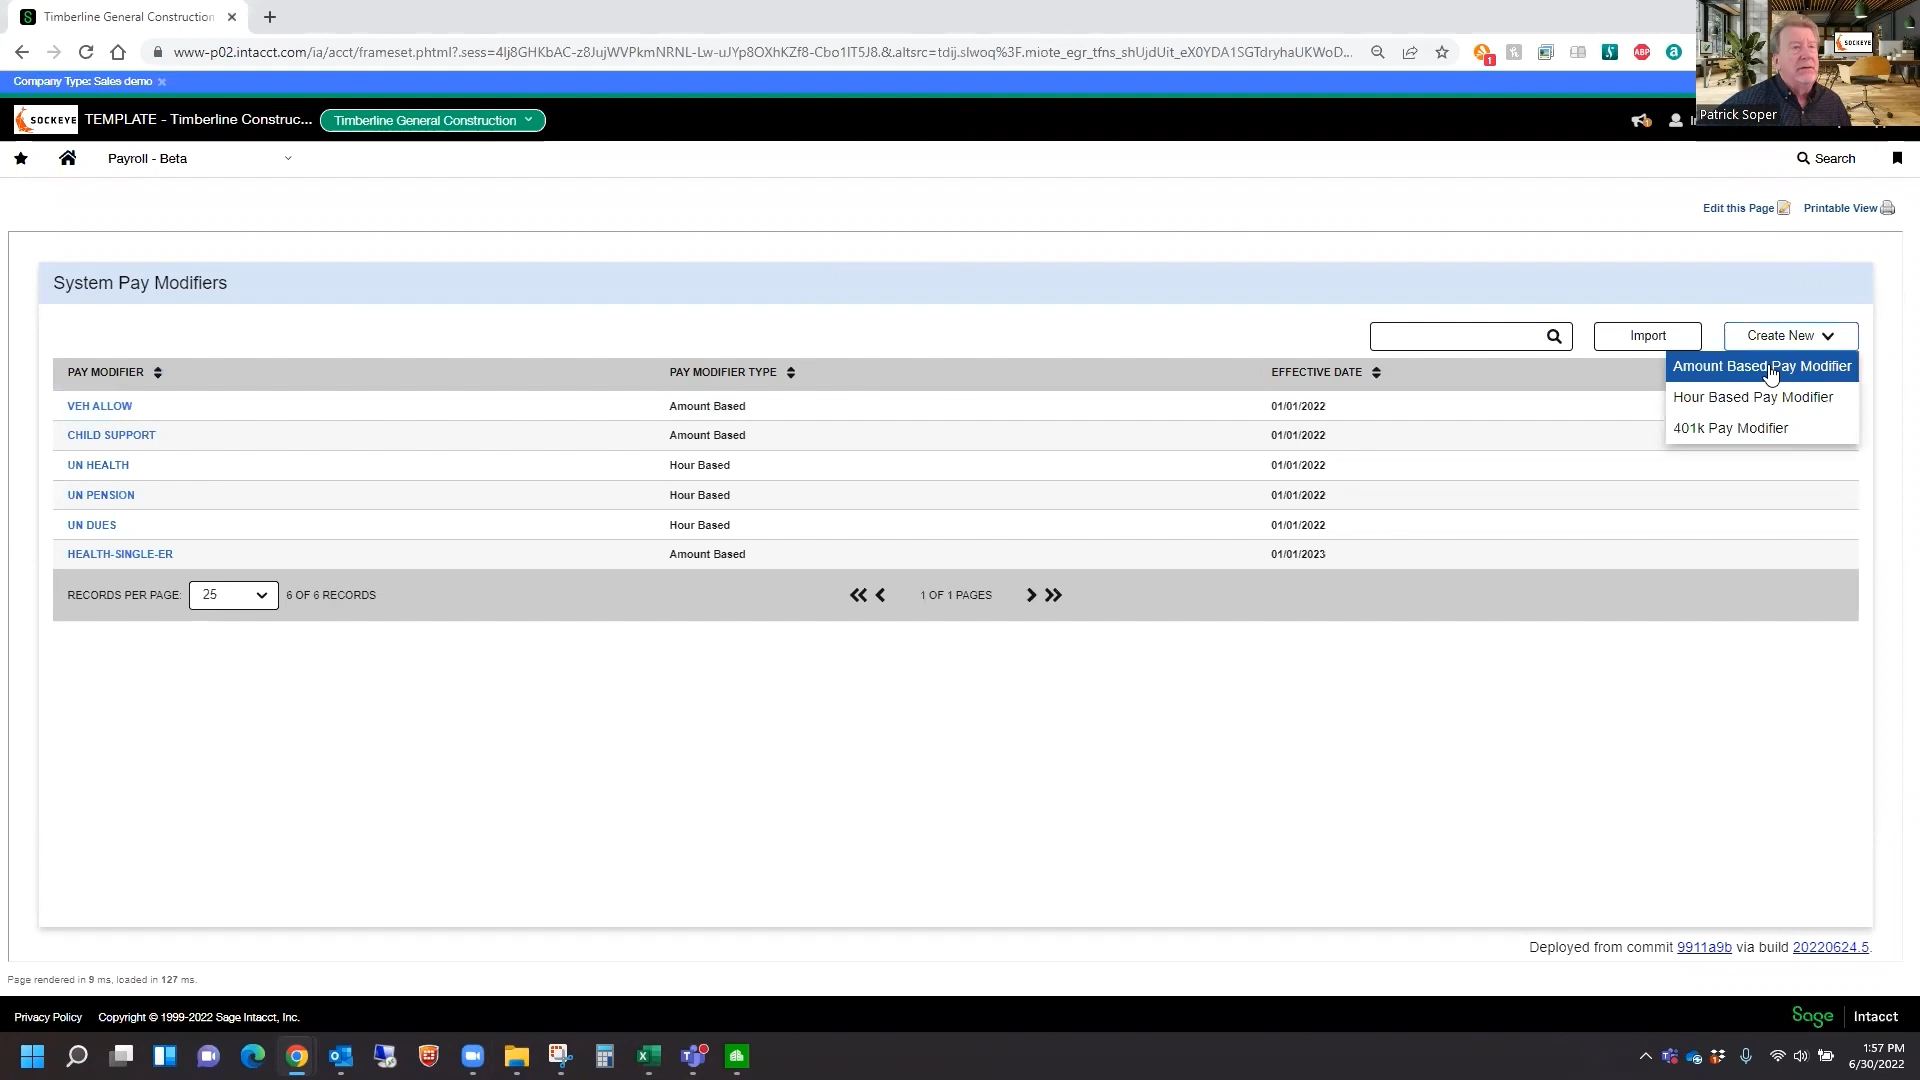 Timberline General Construction
www-p02.intacct.com/ia/acct/frameset.phtml?.sess=4Ij8GHKbAC-z8JujWVPkmNRNL-Lw-uJYp8OXhKZf8-Cbo1IT5J8.&.altsrc=tdij.slwoq%3F.miote_egr_tfns_shUjdUit_eX0YDA1SGTdryhaUKWoD...
1
ABP
a
SOCKEYE
Company Type: Sales demo
SOCKEYE
TEMPLATE - Timberline Construc...
Timberline General Construction
Patrick Soper
Payroll - Beta
Search
Edit this Page
Printable View
System Pay Modifiers
Import
Create New
PAY MODIFIER
PAY MODIFIER TYPE
EFFECTIVE DATE
Amount Based Pay Modifier
Hour Based Pay Modifier
401k Pay Modifier
VEH ALLOW Amount Based 01/01/2022
CHILD SUPPORT Amount Based 01/01/2022
UN HEALTH Hour Based 01/01/2022
UN PENSION Hour Based 01/01/2022
UN DUES Hour Based 01/01/2022
HEALTH-SINGLE-ER Amount Based 01/01/2023
RECORDS PER PAGE: 25 6 OF 6 RECORDS
1 OF 1 PAGES
Deployed from commit 9911a9b via build 20220624.5.
Page rendered in 9 ms, loaded in 127 ms.
Privacy Policy Copyright © 1999-2022 Sage Intacct, Inc.
Sage Intacct
1:57 PM
6/30/2022